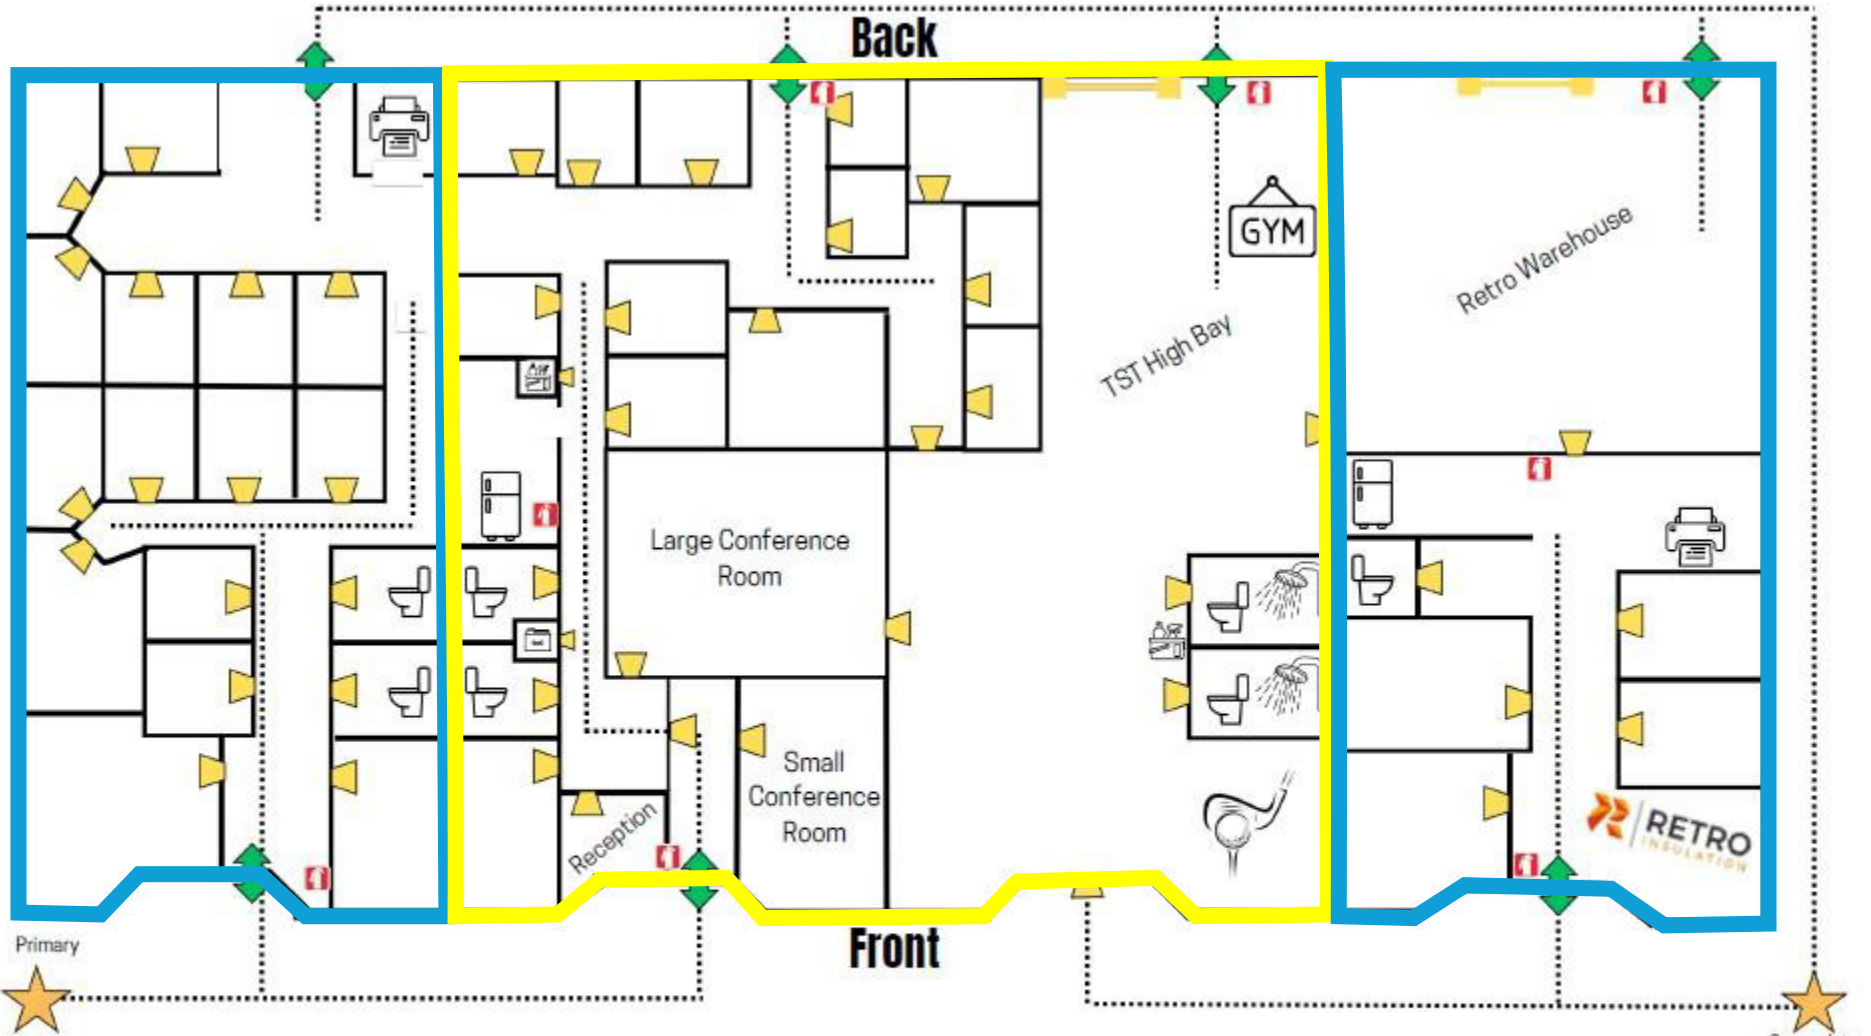 Back
GYM
Retro Warehouse
TST High Bay
Large Conference
Room
Small
Conference
Room
Reception
RETRO
INSULATION
Primary
Front